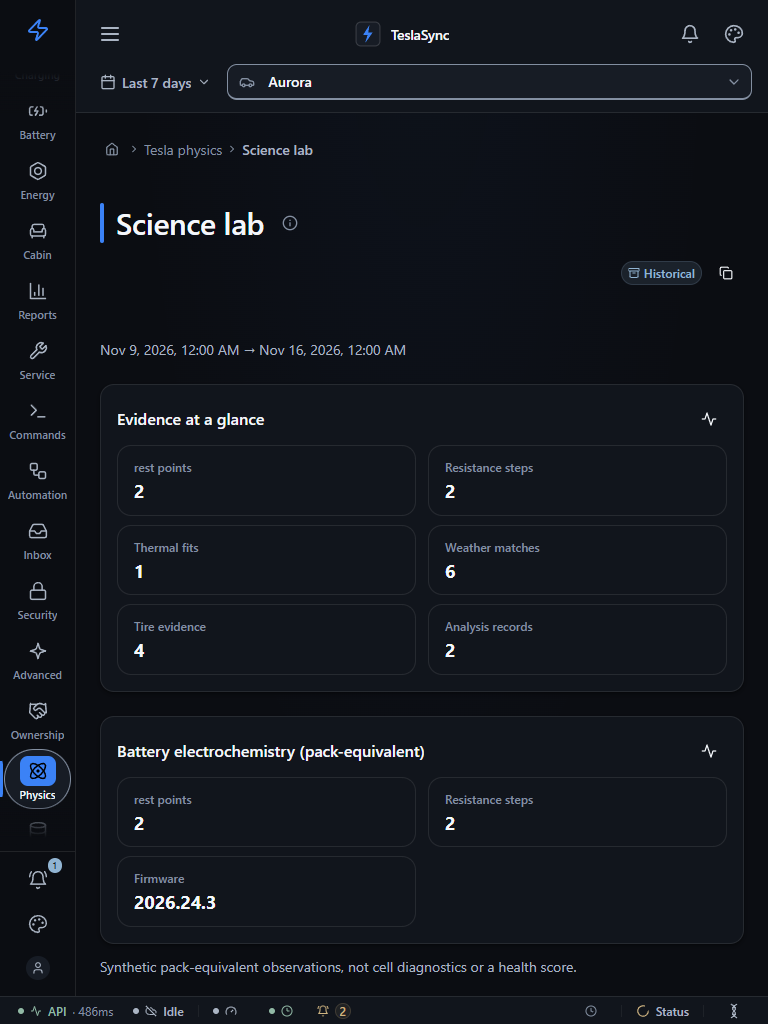 TeslaSync
Last 7 days
Aurora
Charging
Battery
Energy
Cabin
Reports
Service
Commands
Automation
Inbox
Security
Advanced
Ownership
Physics
1
Tesla physics
Science lab
Science lab
Historical
Nov 9, 2026, 12:00 AM → Nov 16, 2026, 12:00 AM
Evidence at a glance
rest points
2
Resistance steps
2
Thermal fits
1
Weather matches
6
Tire evidence
4
Analysis records
2
Battery electrochemistry (pack-equivalent)
rest points
2
Resistance steps
2
Firmware
2026.24.3
Synthetic pack-equivalent observations, not cell diagnostics or a health score.
API · 486ms
Idle
2
Status